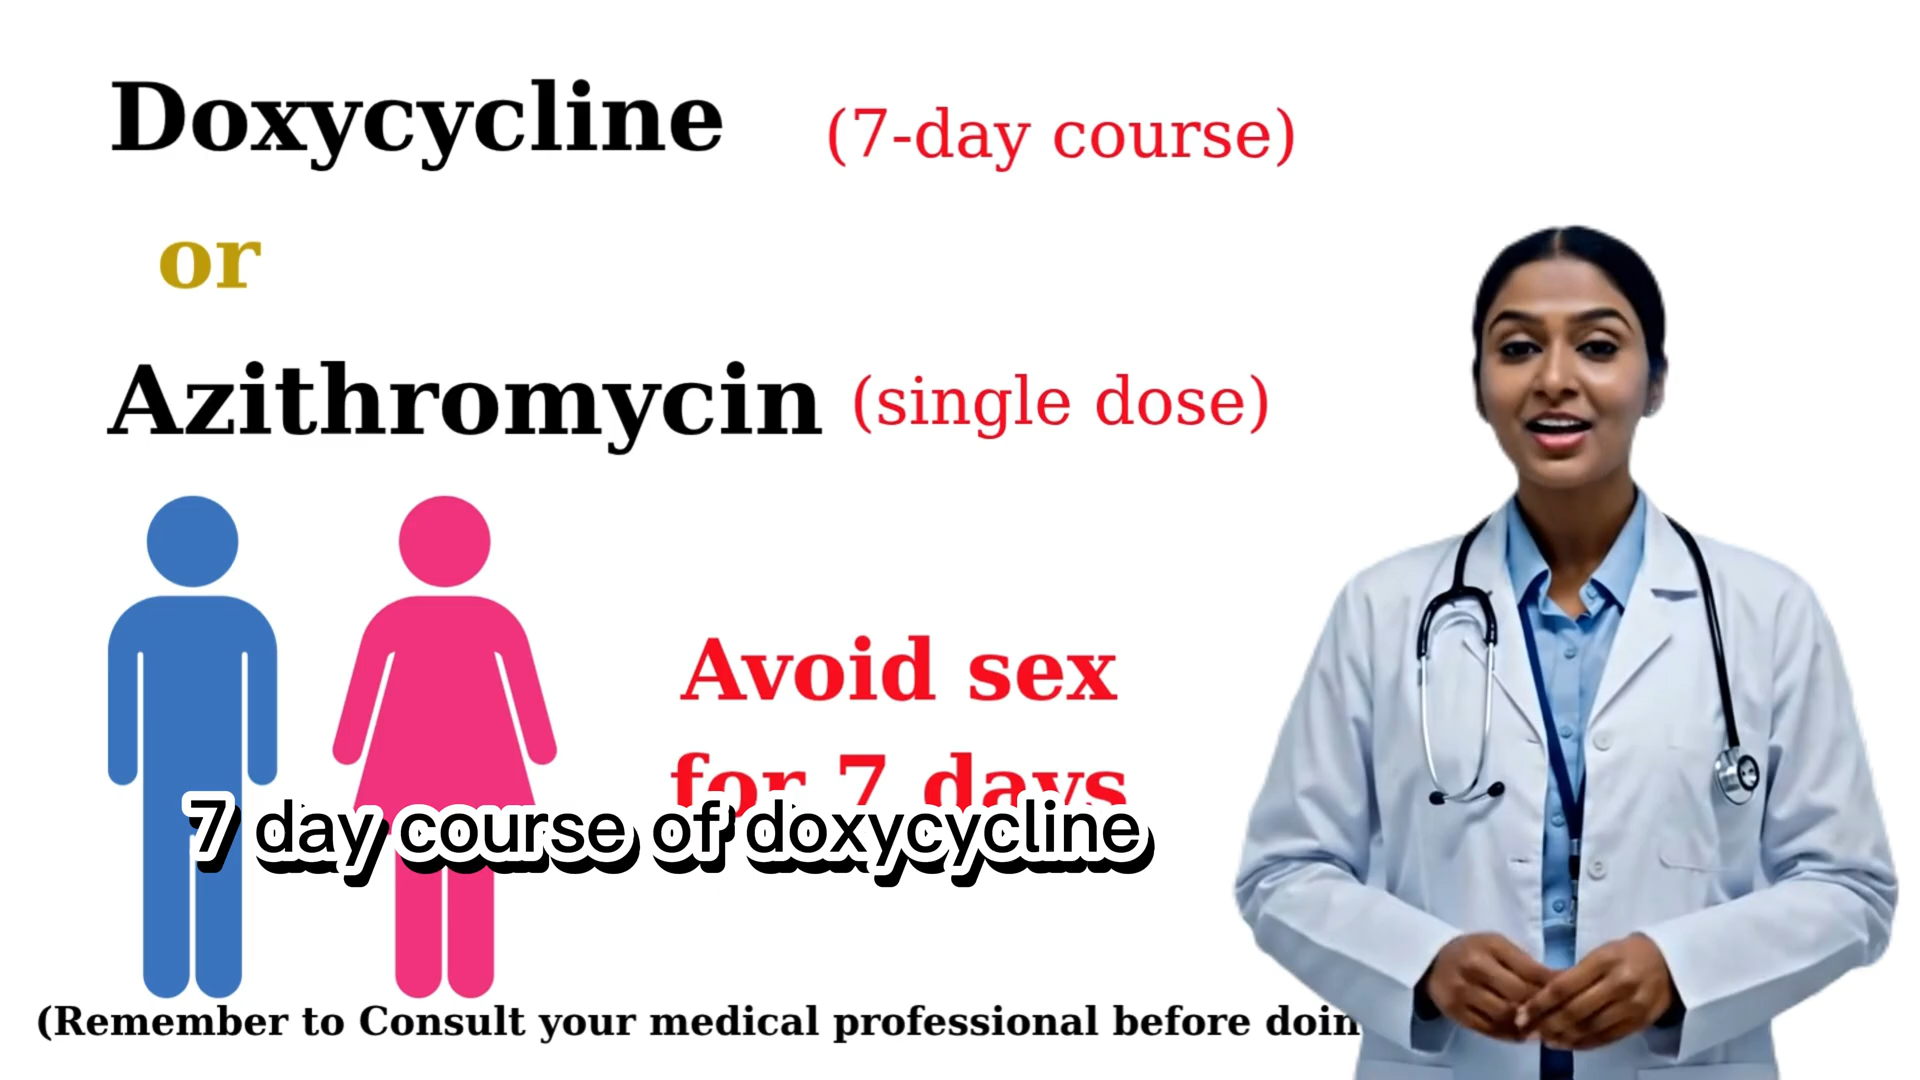 Doxycycline (7-day course)
or
Azithromycin (single dose)
Avoid sex
for 7 days
7 day course of doxycycline
(Remember to Consult your medical professional before doin